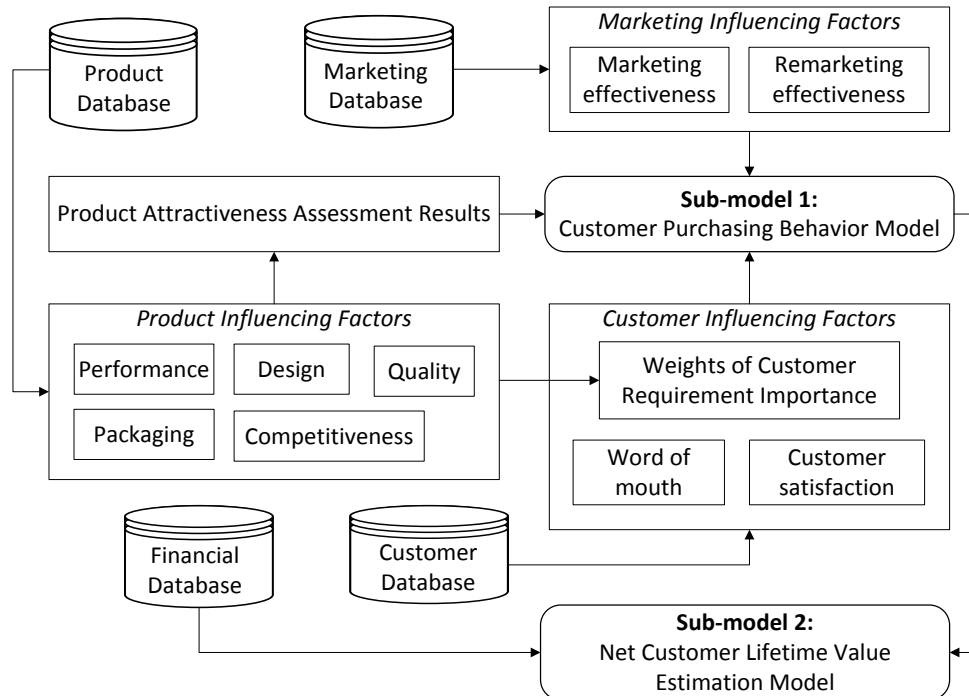 Product
Database
Marketing
Database
Marketing Influencing Factors
Marketing
effectiveness
Remarketing
effectiveness
Product Attractiveness Assessment Results
Sub-model 1:
Customer Purchasing Behavior Model
Product Influencing Factors
Performance
Design
Quality
Packaging
Competitiveness
Customer Influencing Factors
Weights of Customer
Requirement Importance
Word of
mouth
Customer
satisfaction
Financial
Database
Customer
Database
Sub-model 2:
Net Customer Lifetime Value
Estimation Model